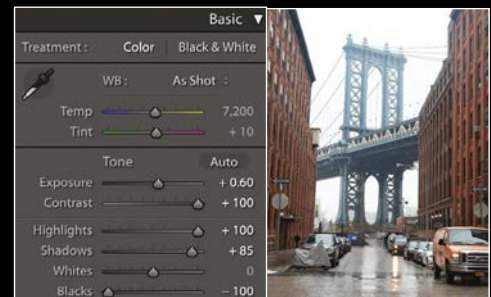 Basic ▼
Treatment : Color | Black & White
WB : As Shot
Temp 7,200
Tint + 10
Tone Auto
Exposure + 0.60
Contrast + 100
Highlights + 100
Shadows + 85
Whites 0
Blacks – 100